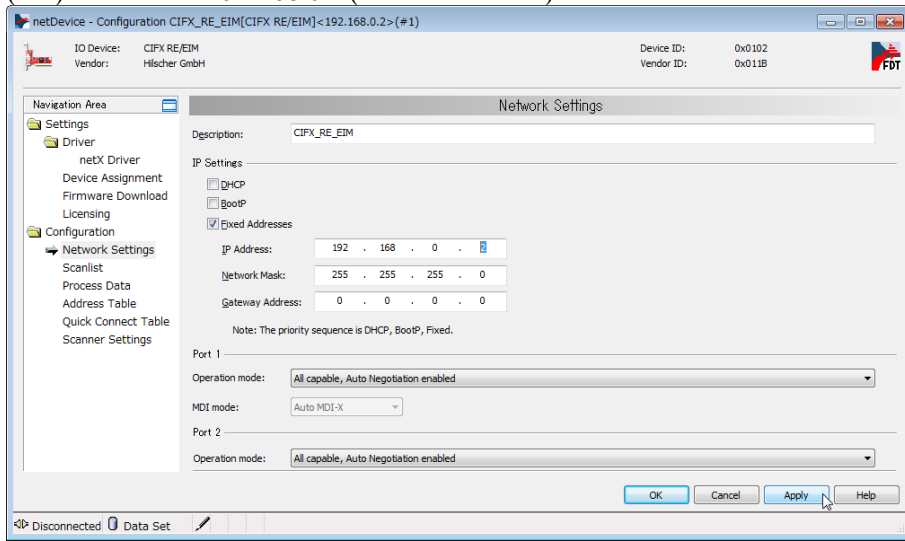 netDevice - Configuration CIFX_RE_EIM[CIFX RE/EIM]<192.168.0.2>(#1)
IO Device: CIFX RE/EIM Device ID: 0x0102
Vendor: Hilscher GmbH Vendor ID: 0x011B
FDT
Navigation Area
Network Settings
Settings
Driver
netX Driver
Device Assignment
Firmware Download
Licensing
Configuration
Network Settings
Scanlist
Process Data
Address Table
Quick Connect Table
Scanner Settings
Description: CIFX_RE_EIM
IP Settings
DHCP
BootP
Fixed Addresses
IP Address: 192 . 168 . 0 . 2
Network Mask: 255 . 255 . 255 . 0
Gateway Address: 0 . 0 . 0 . 0
Note: The priority sequence is DHCP, BootP, Fixed.
Port 1
Operation mode: All capable, Auto Negotiation enabled
MDI mode: Auto MDI-X
Port 2
Operation mode: All capable, Auto Negotiation enabled
OK Cancel Apply Help
Disconnected Data Set